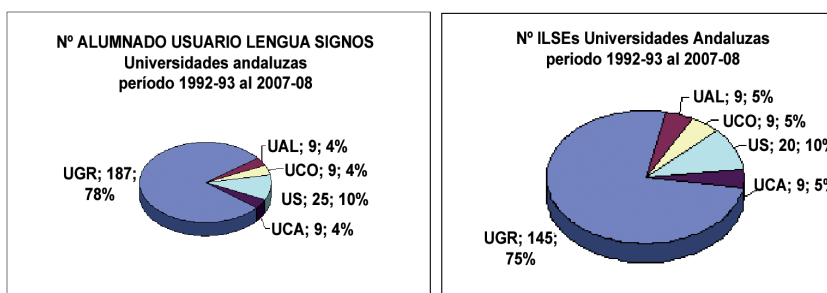 Nº ALUMNADO USUARIO LENGUA SIGNOS
Universidades andaluzas
período 1992-93 al 2007-08
UAL; 9; 4%
UCO; 9; 4%
US; 25; 10%
UCA; 9; 4%
UGR; 187;
78%
Nº ILSEs Universidades Andaluzas
periodo 1992-93 al 2007-08
UAL; 9; 5%
UCO; 9; 5%
US; 20; 10%
UCA; 9; 5%
UGR; 145;
75%